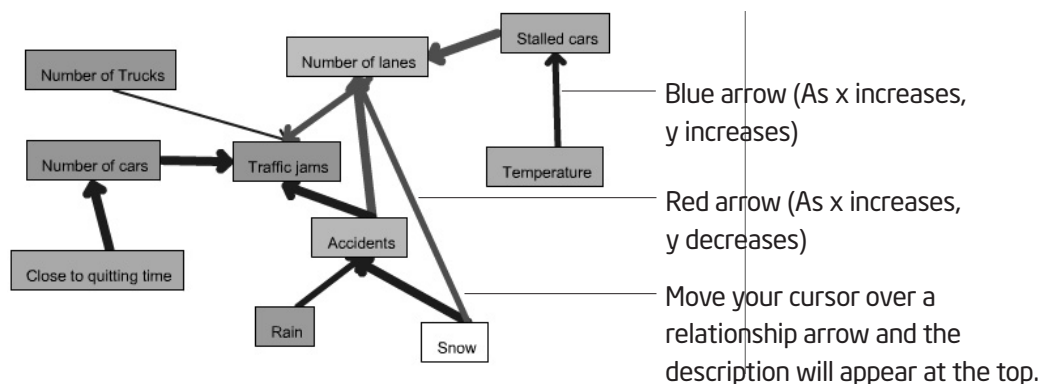 Stalled cars
Number of lanes
Number of Trucks
Blue arrow (As x increases,
y increases)
Number of cars
Traffic jams
Temperature
Red arrow (As x increases,
y decreases)
Accidents
Close to quitting time
Move your cursor over a
relationship arrow and the
description will appear at the top.
Rain
Snow